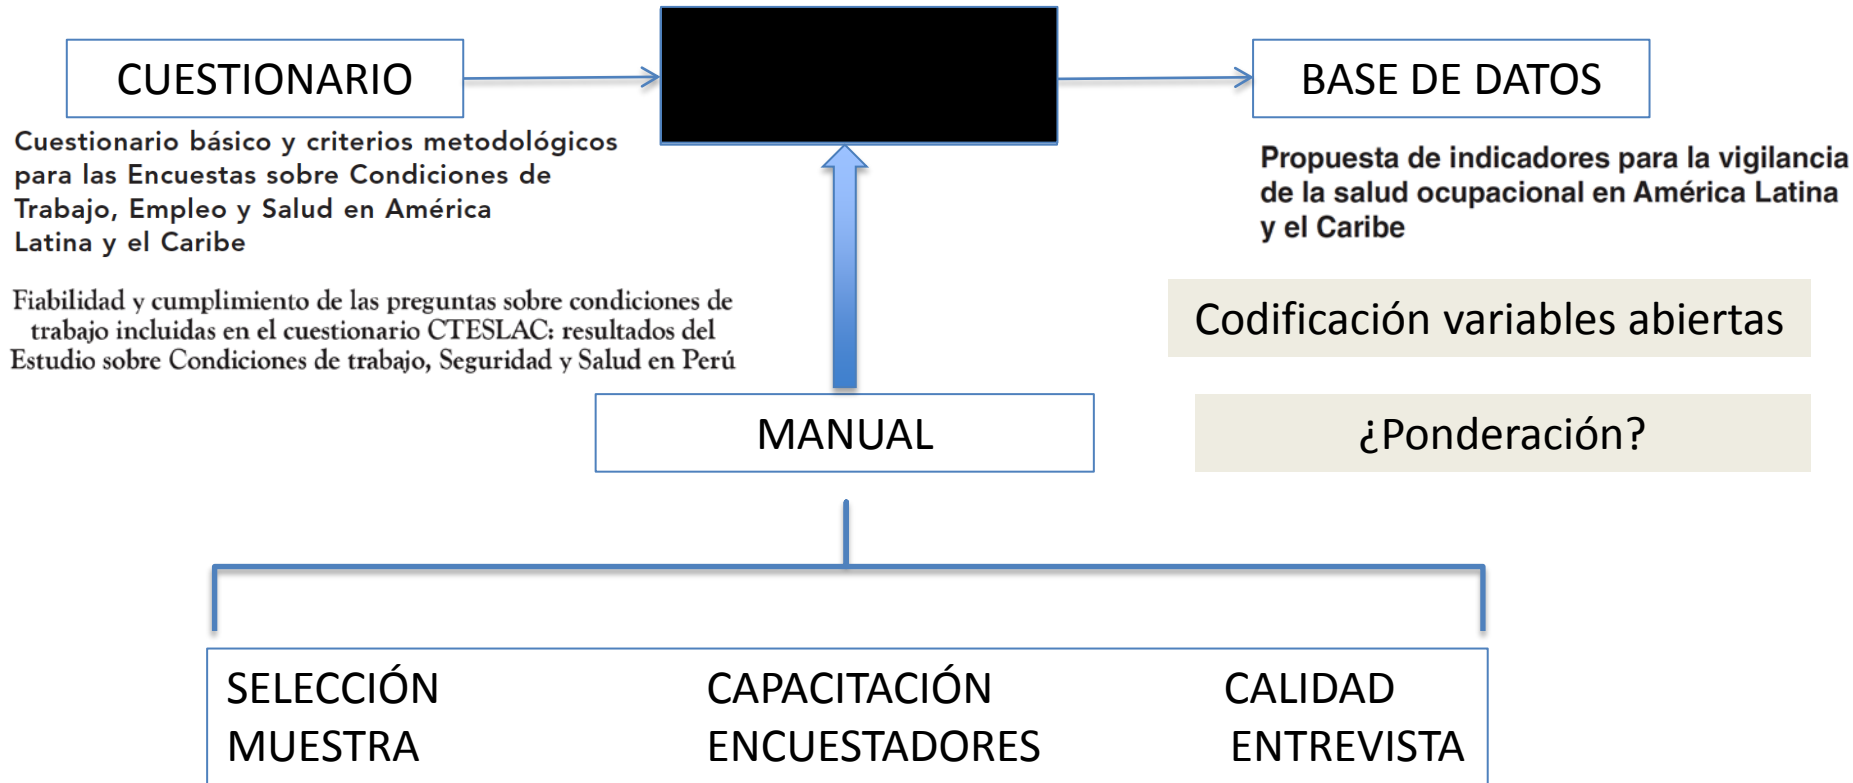 CUESTIONARIO
BASE DE DATOS
Cuestionario básico y criterios metodológicos
para las Encuestas sobre Condiciones de
Trabajo, Empleo y Salud en América
Latina y el Caribe
Propuesta de indicadores para la vigilancia
de la salud ocupacional en América Latina
y el Caribe
Fiabilidad y cumplimiento de las preguntas sobre condiciones de
trabajo incluidas en el cuestionario CTESLAC: resultados del
Estudio sobre Condiciones de trabajo, Seguridad y Salud en Perú
Codificación variables abiertas
MANUAL
¿Ponderación?
SELECCIÓN
MUESTRA
CAPACITACIÓN
ENCUESTADORES
CALIDAD
ENTREVISTA